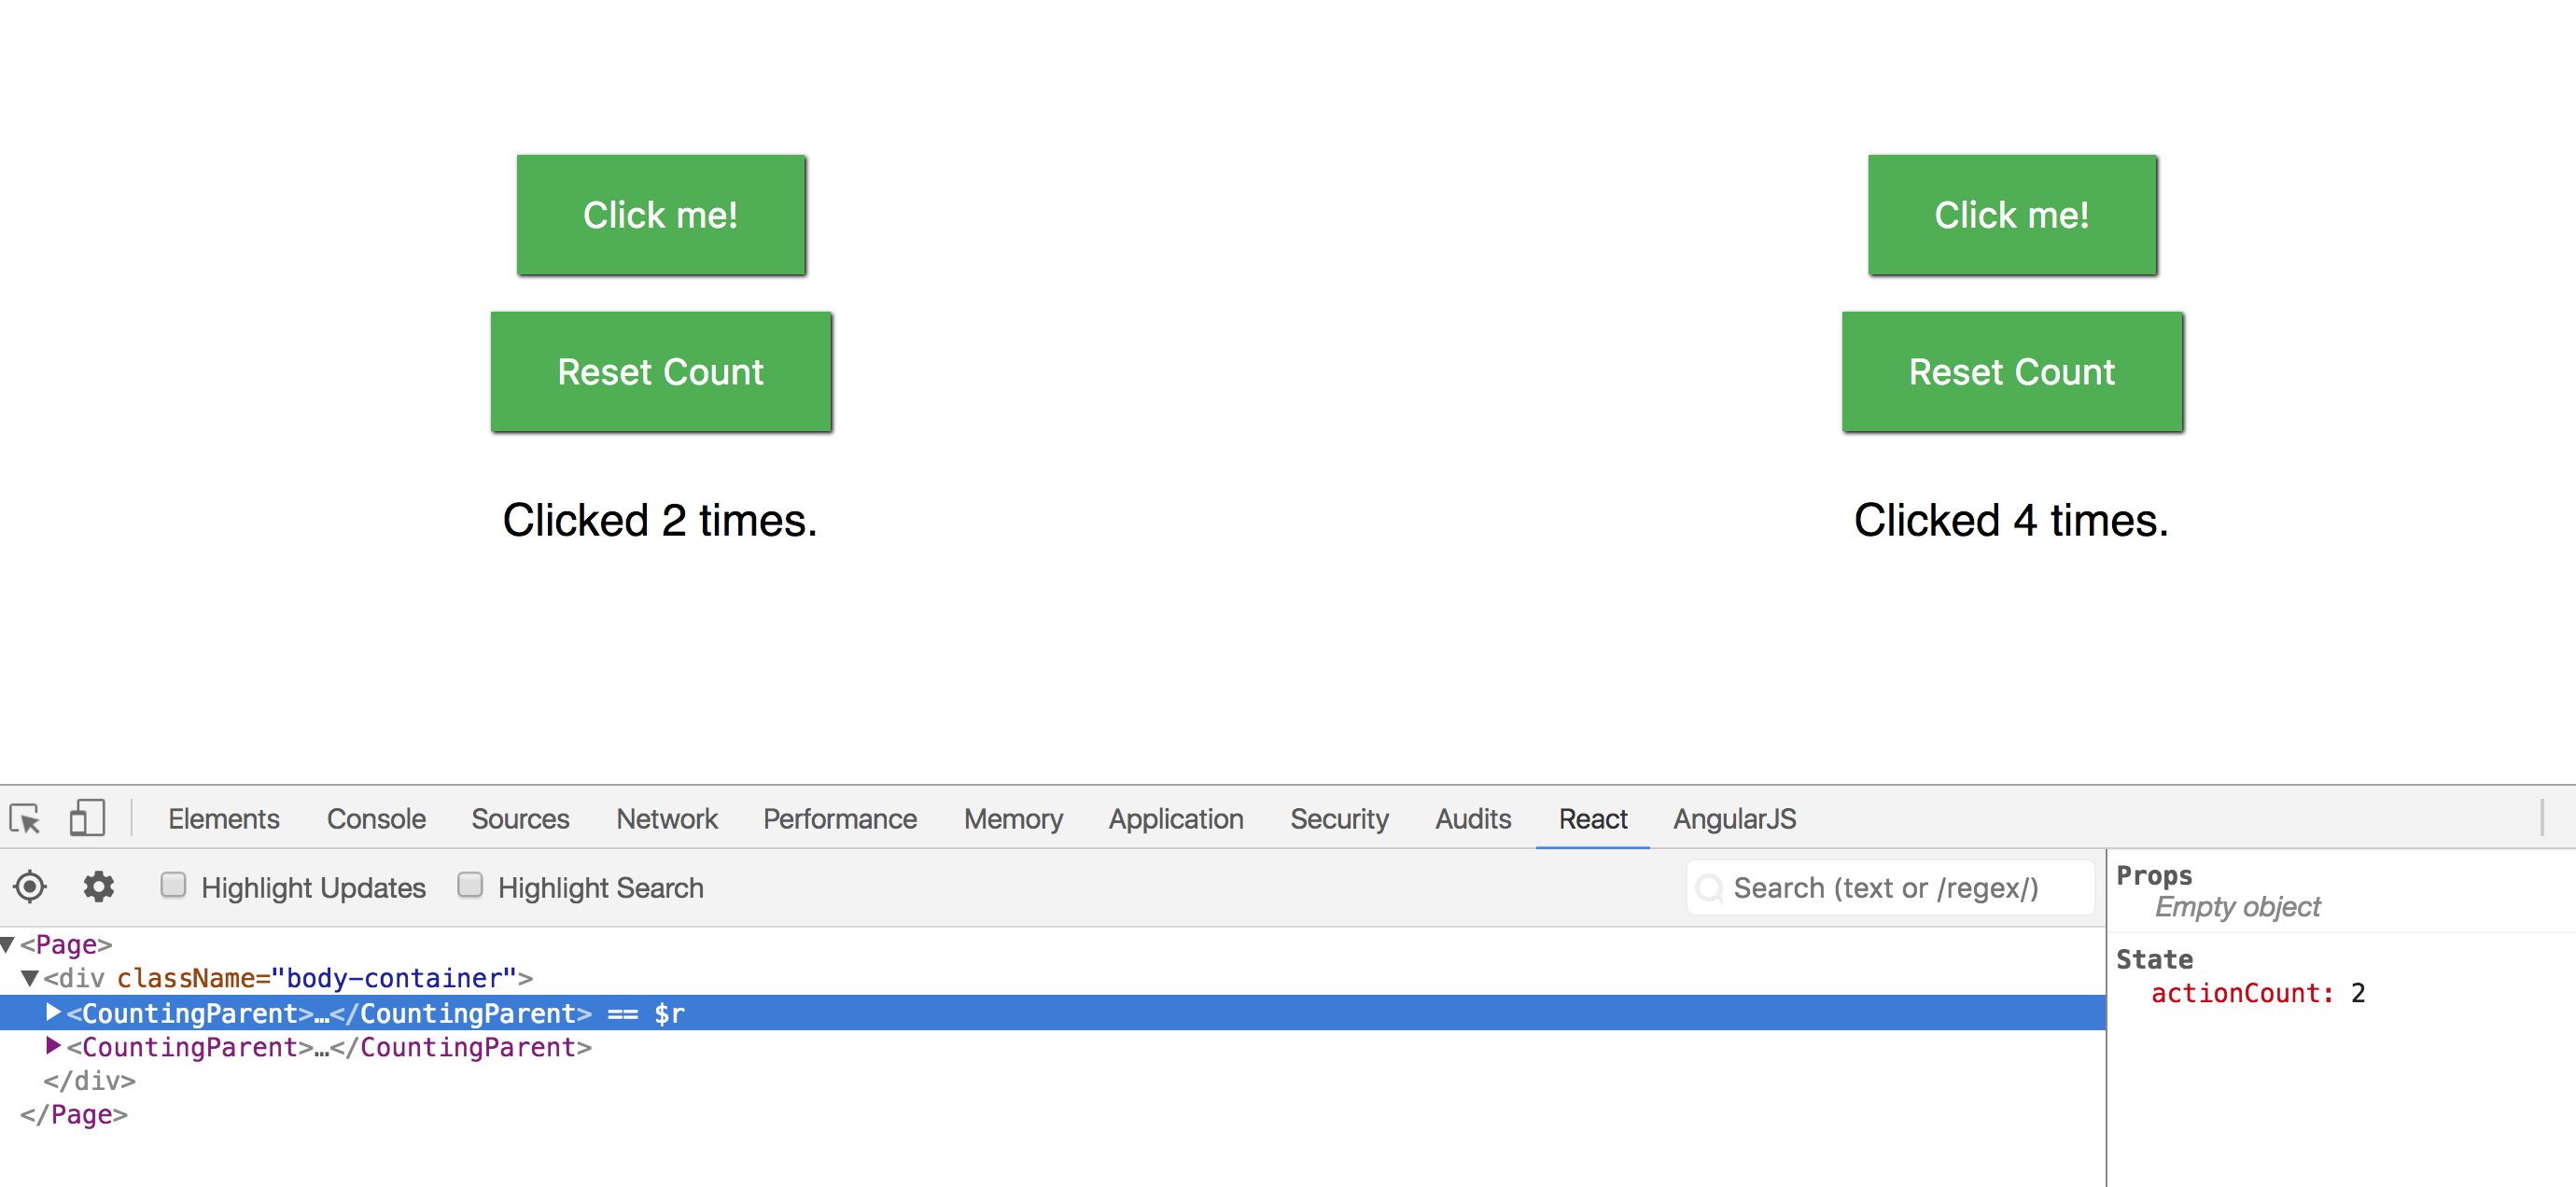 Click me!
Click me!
Reset Count
Reset Count
Clicked 2 times.
Clicked 4 times.
Elements Console Sources Network Performance Memory Application Security Audits React AngularJS
Highlight Updates Highlight Search Search (text or /regex/)
<Page>
<div className="body-container">
<CountingParent>…</CountingParent> == $r
<CountingParent>…</CountingParent>
</div>
</Page>
Props
Empty object
State
actionCount: 2